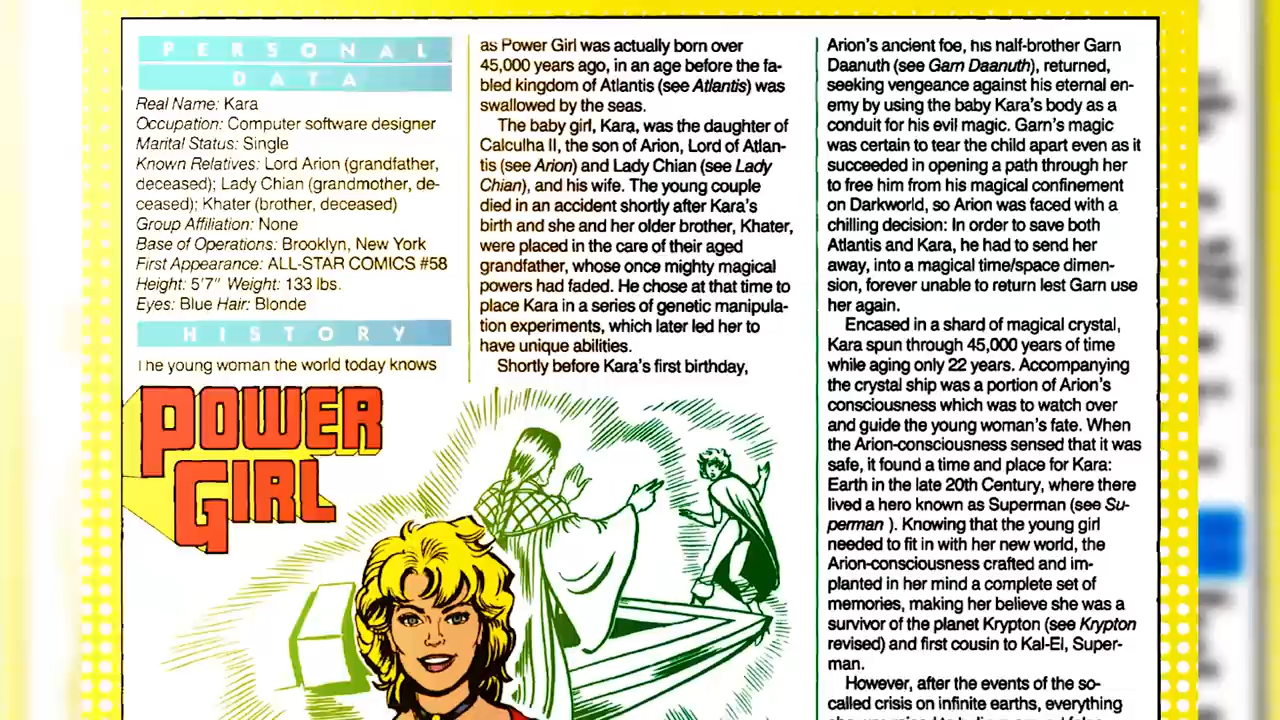 PERSONAL
DATA
Real Name: Kara
Occupation: Computer software designer
Marital Status: Single
Known Relatives: Lord Arion (grandfather,
deceased); Lady Chian (grandmother, de-
ceased); Khater (brother, deceased)
Group Affiliation: None
Base of Operations: Brooklyn, New York
First Appearance: ALL-STAR COMICS #58
Height: 5'7" Weight: 133 lbs.
Eyes: Blue Hair: Blonde
HISTORY
The young woman the world today knows
POWER
GIRL
as Power Girl was actually born over
45,000 years ago, in an age before the fa-
bled kingdom of Atlantis (see Atlantis) was
swallowed by the seas.
The baby girl, Kara, was the daughter of
Calculha II, the son of Arion, Lord of Atlan-
tis (see Arion) and Lady Chian (see Lady
Chian), and his wife. The young couple
died in an accident shortly after Kara's
birth and she and her older brother, Khater,
were placed in the care of their aged
grandfather, whose once mighty magical
powers had faded. He chose at that time to
place Kara in a series of genetic manipula-
tion experiments, which later led her to
have unique abilities.
Shortly before Kara's first birthday,
Arion's ancient foe, his half-brother Garn
Daanuth (see Garn Daanuth), returned,
seeking vengeance against his eternal en-
emy by using the baby Kara's body as a
conduit for his evil magic. Garn's magic
was certain to tear the child apart even as it
succeeded in opening a path through her
to free him from his magical confinement
on Darkworld, so Arion was faced with a
chilling decision: In order to save both
Atlantis and Kara, he had to send her
away, into a magical time/space dimen-
sion, forever unable to return lest Garn use
her again.
Encased in a shard of magical crystal,
Kara spun through 45,000 years of time
while aging only 22 years. Accompanying
the crystal ship was a portion of Arion's
consciousness which was to watch over
and guide the young woman's fate. When
the Arion-consciousness sensed that it was
safe, it found a time and place for Kara:
Earth in the late 20th Century, where there
lived a hero known as Superman (see Su-
perman ). Knowing that the young girl
needed to fit in with her new world, the
Arion-consciousness crafted and im-
planted in her mind a complete set of
memories, making her believe she was a
survivor of the planet Krypton (see Krypton
revised) and first cousin to Kal-El, Super-
man.
However, after the events of the so-
called crisis on infinite earths, everything